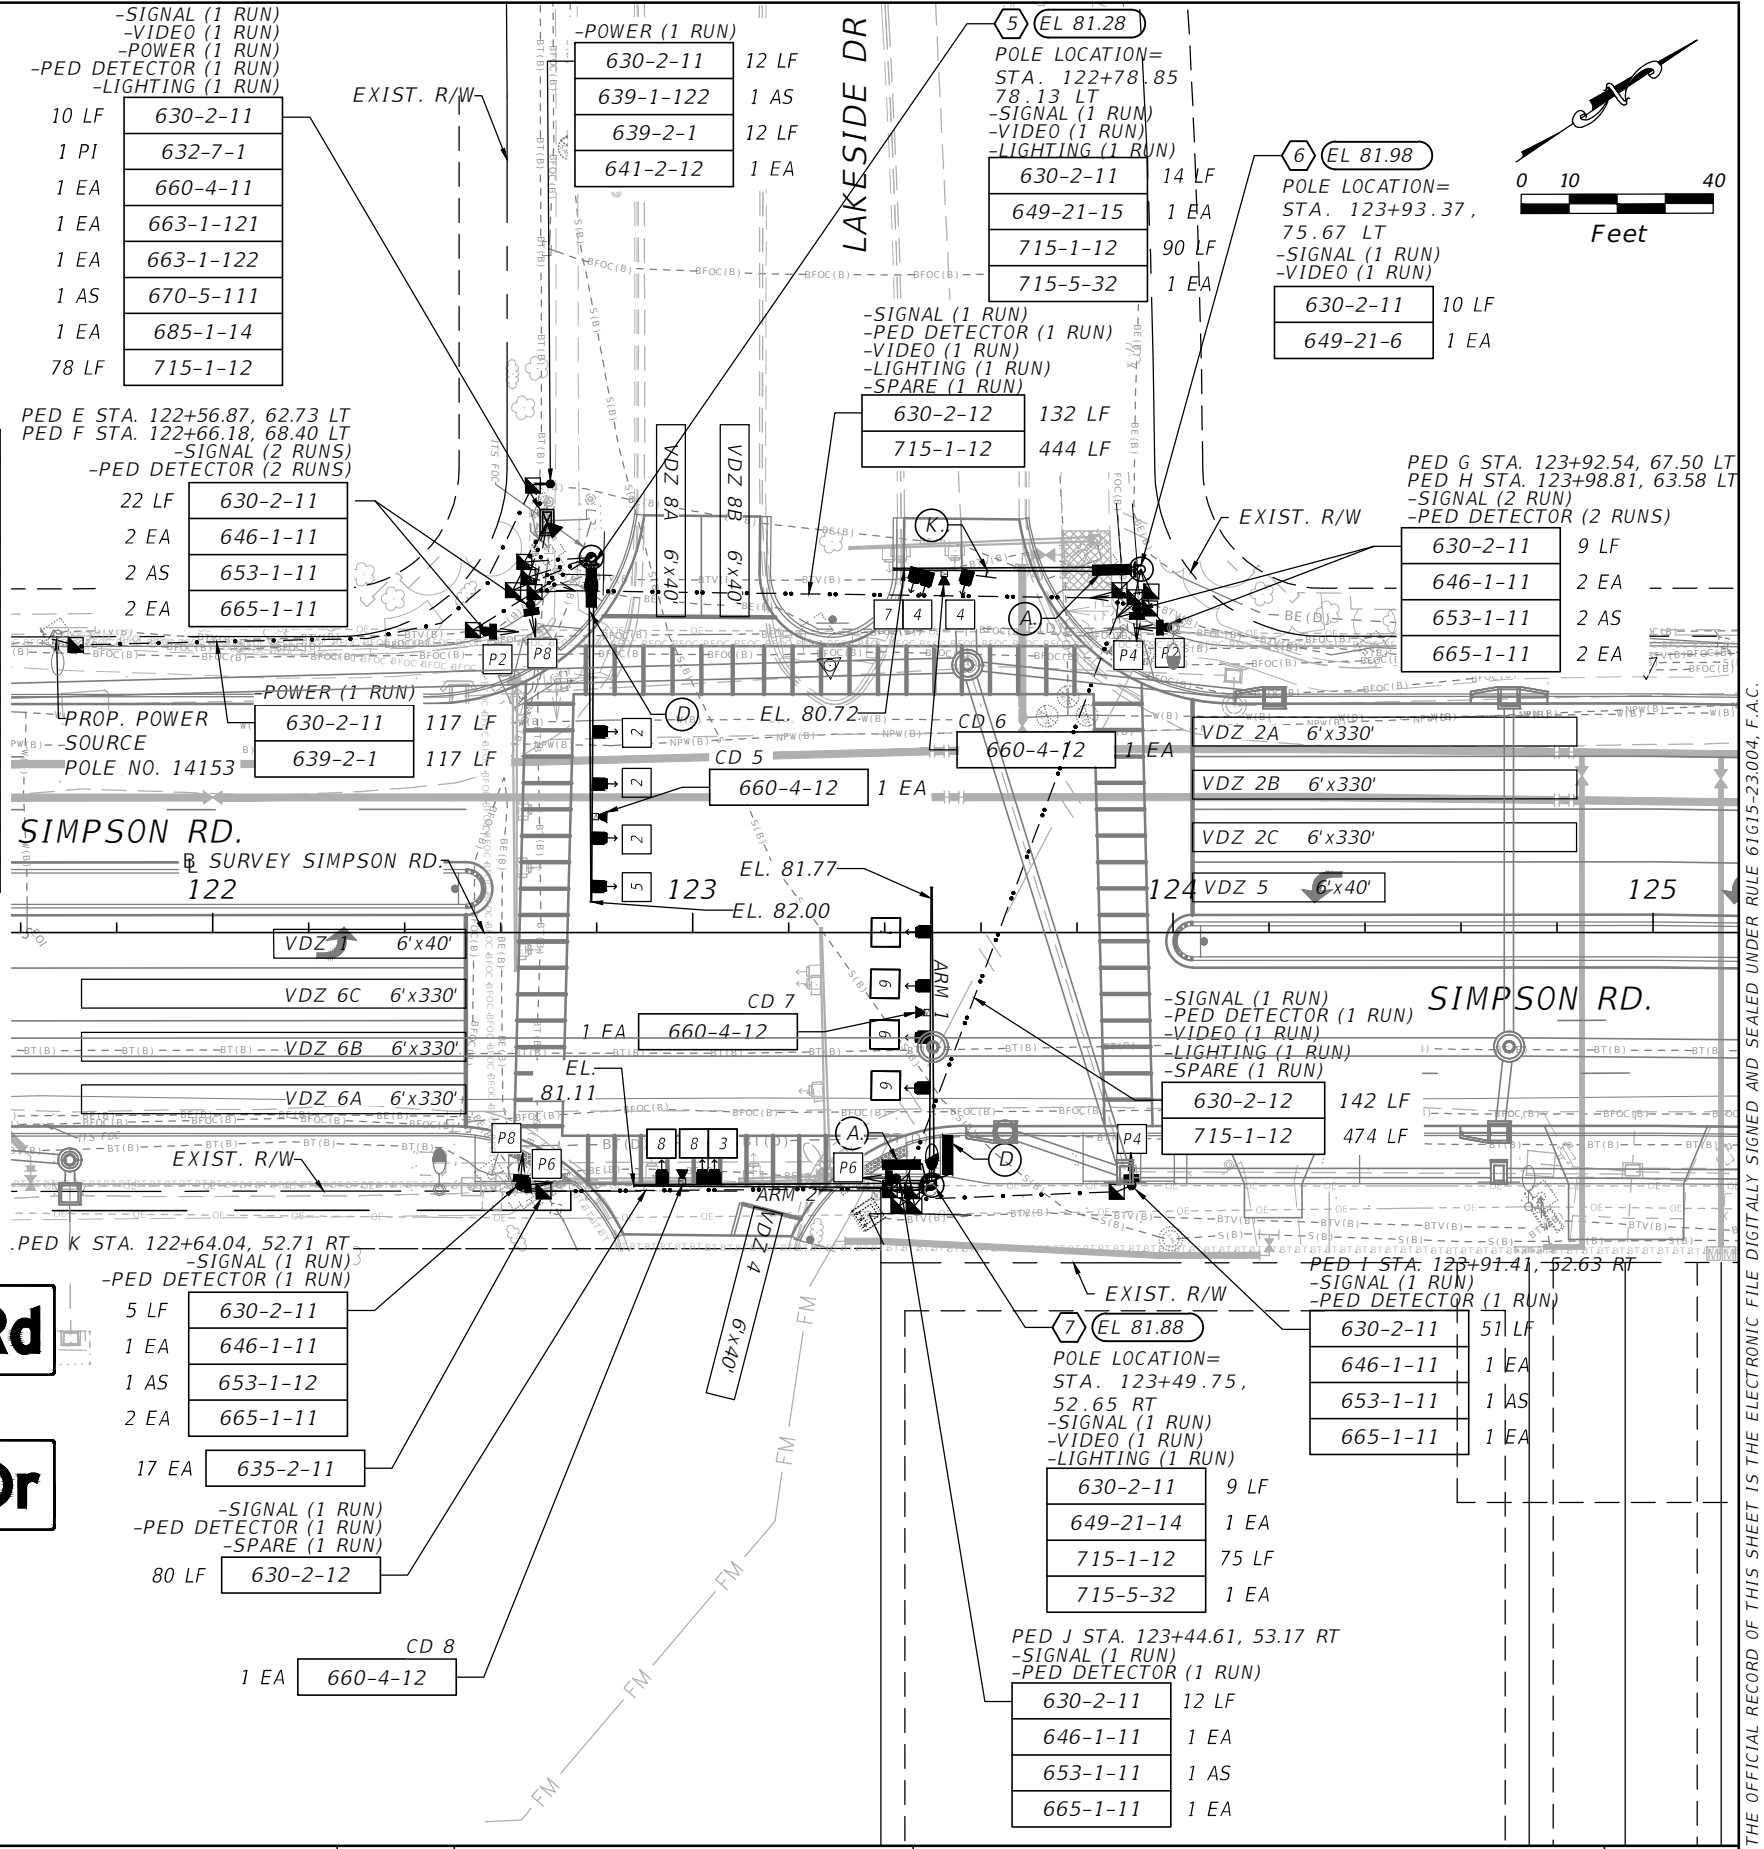 -SIGNAL (1 RUN)
-VIDEO (1 RUN)
-POWER (1 RUN)
-PED DETECTOR (1 RUN)
-LIGHTING (1 RUN)
10 LF 630-2-11
1 PI 632-7-1
1 EA 660-4-11
1 EA 663-1-121
1 EA 663-1-122
1 AS 670-5-111
1 EA 685-1-14
78 LF 715-1-12
EXIST. R/W
-POWER (1 RUN)
630-2-11 12 LF
639-1-122 1 AS
639-2-1 12 LF
641-2-12 1 EA
LAKESIDE DR
5 EL 81.28
POLE LOCATION=
STA. 122+78.85
78.13 LT
-SIGNAL (1 RUN)
-VIDEO (1 RUN)
-LIGHTING (1 RUN)
630-2-11 14 LF
649-21-15 1 EA
715-1-12 90 LF
715-5-32 1 EA
6 EL 81.98
POLE LOCATION=
STA. 123+93.37,
75.67 LT
-SIGNAL (1 RUN)
-VIDEO (1 RUN)
630-2-11 10 LF
649-21-6 1 EA
0 10 40
Feet
-SIGNAL (1 RUN)
-PED DETECTOR (1 RUN)
-VIDEO (1 RUN)
-LIGHTING (1 RUN)
-SPARE (1 RUN)
630-2-12 132 LF
715-1-12 444 LF
PED E STA. 122+56.87, 62.73 LT
PED F STA. 122+66.18, 68.40 LT
-SIGNAL (2 RUNS)
-PED DETECTOR (2 RUNS)
22 LF 630-2-11
2 EA 646-1-11
2 AS 653-1-11
2 EA 665-1-11
VDZ 8A 6'x40'
VDZ 8B 6'x40'
PED G STA. 123+92.54, 67.50 LT
PED H STA. 123+98.81, 63.58 LT
-SIGNAL (2 RUN)
-PED DETECTOR (2 RUNS)
630-2-11 9 LF
646-1-11 2 EA
653-1-11 2 AS
665-1-11 2 EA
EXIST. R/W
K
A
7 4 4
P2 P8
P4 P2
D
-POWER (1 RUN)
630-2-11 117 LF
639-2-1 117 LF
PROP. POWER
SOURCE
POLE NO. 14153
EL. 80.72
CD 6
660-4-12 1 EA
CD 5
660-4-12 1 EA
2
2
2
5
VDZ 2A 6'x330'
VDZ 2B 6'x330'
VDZ 2C 6'x330'
VDZ 5 6'x40'
SIMPSON RD.
BL SURVEY SIMPSON RD.
122 123 124 125
EL. 81.77
EL. 82.00
VDZ 1 6'x40'
VDZ 6C 6'x330'
VDZ 6B 6'x330'
VDZ 6A 6'x330'
1
6
6
6
ARM 1
CD 7
1 EA 660-4-12
SIMPSON RD.
-SIGNAL (1 RUN)
-PED DETECTOR (1 RUN)
-VIDEO (1 RUN)
-LIGHTING (1 RUN)
-SPARE (1 RUN)
630-2-12 142 LF
715-1-12 474 LF
EL.
81.11
P8
P6
8 8 3
P6
A
D
P4
EXIST. R/W
ARM 2
VDZ 4 6'x40'
PED K STA. 122+64.04, 52.71 RT
-SIGNAL (1 RUN)
-PED DETECTOR (1 RUN)
5 LF 630-2-11
1 EA 646-1-11
1 AS 653-1-12
2 EA 665-1-11
17 EA 635-2-11
-SIGNAL (1 RUN)
-PED DETECTOR (1 RUN)
-SPARE (1 RUN)
80 LF 630-2-12
CD 8
1 EA 660-4-12
Rd
Dr
FM
FM
FM
FM
FM
FM
EXIST. R/W
7 EL 81.88
POLE LOCATION=
STA. 123+49.75,
52.65 RT
-SIGNAL (1 RUN)
-VIDEO (1 RUN)
-LIGHTING (1 RUN)
630-2-11 9 LF
649-21-14 1 EA
715-1-12 75 LF
715-5-32 1 EA
PED I STA. 123+91.41, 52.63 RT
-SIGNAL (1 RUN)
-PED DETECTOR (1 RUN)
630-2-11 51 LF
646-1-11 1 EA
653-1-11 1 AS
665-1-11 1 EA
PED J STA. 123+44.61, 53.17 RT
-SIGNAL (1 RUN)
-PED DETECTOR (1 RUN)
630-2-11 12 LF
646-1-11 1 EA
653-1-11 1 AS
665-1-11 1 EA
THE OFFICIAL RECORD OF THIS SHEET IS THE ELECTRONIC FILE DIGITALLY SIGNED AND SEALED UNDER RULE 61G15-23.004, F.A.C.